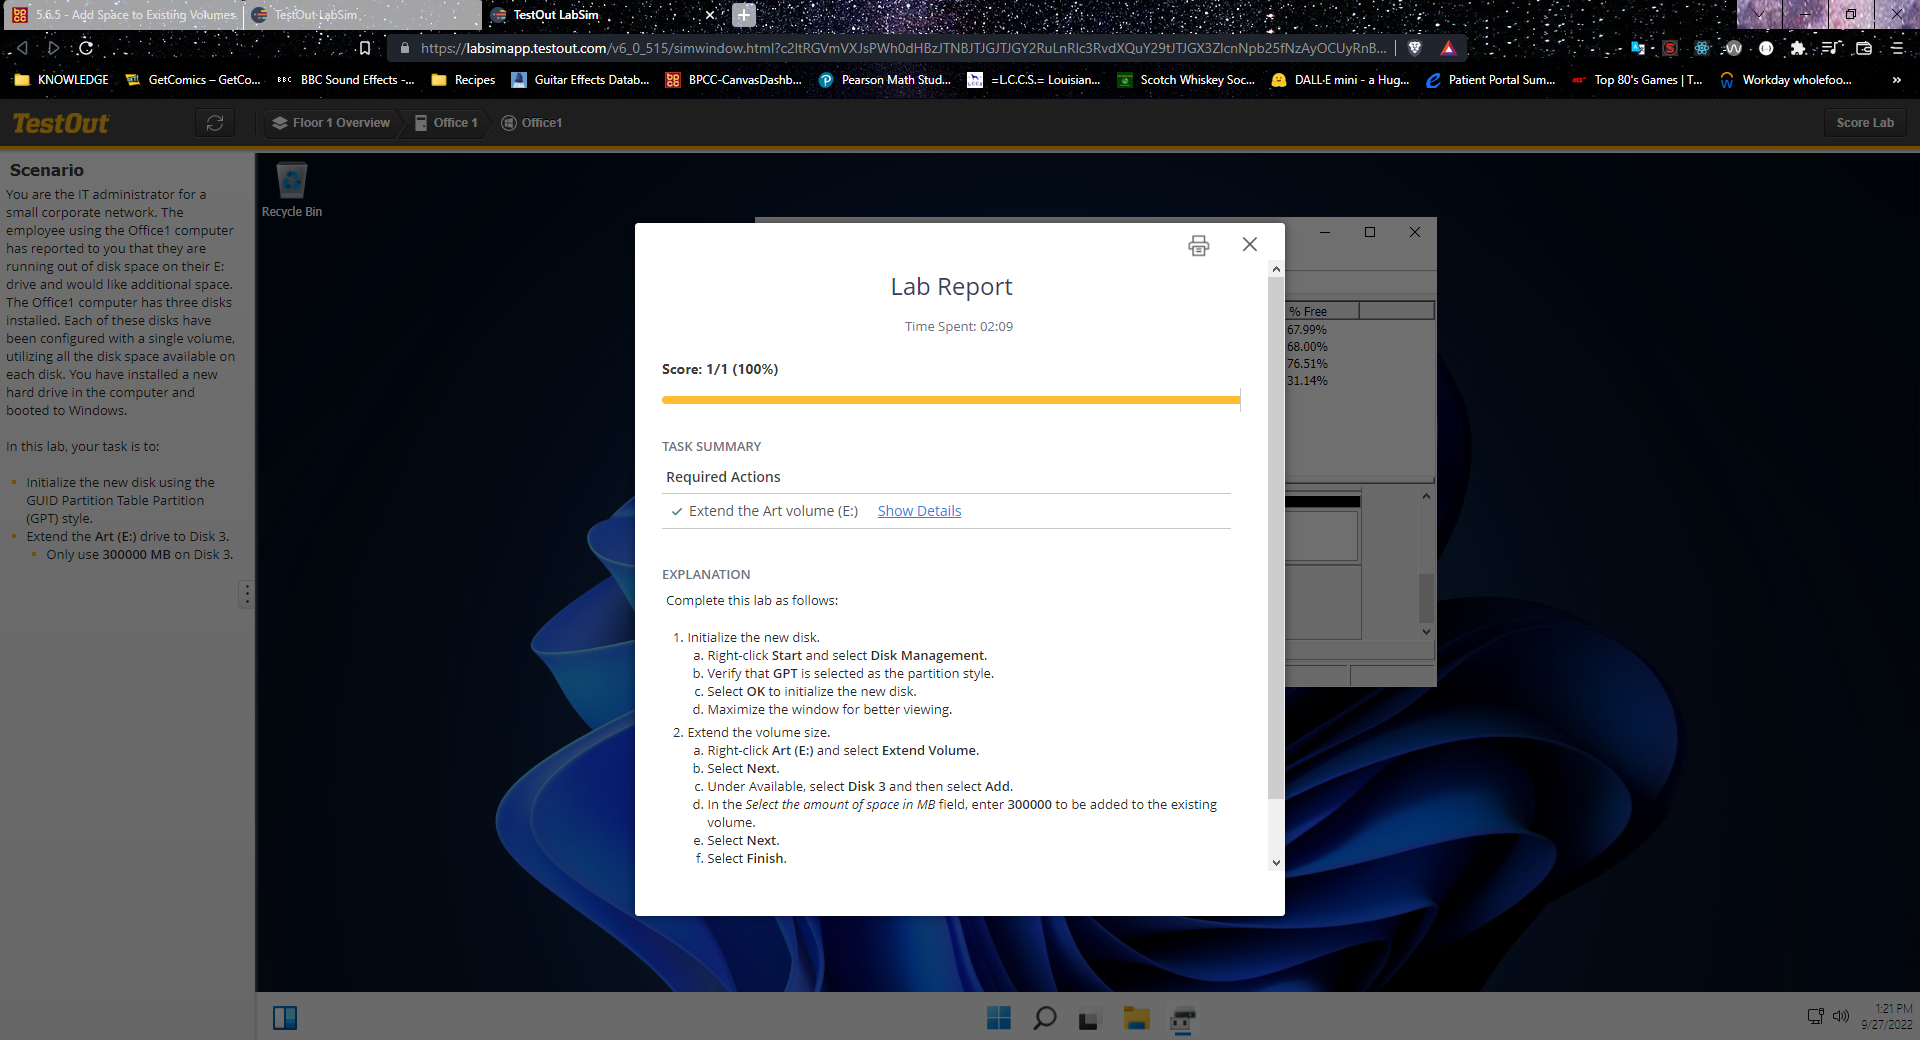 5.6.5 - Add Space to Existing Volumes
TestOut LabSim
TestOut LabSim
https://labsimapp.testout.com/v6_0_515/simwindow.html?
KNOWLEDGE
GetComics – GetCo...
BBC BBC Sound Effects -...
Recipes
Guitar Effects Datab...
BPCC-CanvasDashb...
Pearson Math Stud...
=L.C.C.S.= Louisian...
Scotch Whiskey Soc...
DALL·E mini - a Hug...
Patient Portal Sum...
Top 80's Games | T...
Workday wholefoo...
TestOut
Floor 1 Overview
Office 1
Office1
Score Lab
Scenario
You are the IT administrator for a
small corporate network. The
employee using the Office1 computer
has reported to you that they are
running out of disk space on their E:
drive and would like additional space.
The Office1 computer has three disks
installed. Each of these disks have
been configured with a single volume,
utilizing all the disk space available on
each disk. You have installed a new
hard drive in the computer and
booted to Windows.
In this lab, your task is to:
Initialize the new disk using the
GUID Partition Table Partition
(GPT) style.
Extend the Art (E:) drive to Disk 3.
Only use 300000 MB on Disk 3.
Recycle Bin
% Free
67.99%
68.00%
76.51%
31.14%
Lab Report
Time Spent: 02:09
Score: 1/1 (100%)
TASK SUMMARY
Required Actions
Extend the Art volume (E:) Show Details
EXPLANATION
Complete this lab as follows:
1. Initialize the new disk.
a. Right-click Start and select Disk Management.
b. Verify that GPT is selected as the partition style.
c. Select OK to initialize the new disk.
d. Maximize the window for better viewing.
2. Extend the volume size.
a. Right-click Art (E:) and select Extend Volume.
b. Select Next.
c. Under Available, select Disk 3 and then select Add.
d. In the Select the amount of space in MB field, enter 300000 to be added to the existing
volume.
e. Select Next.
f. Select Finish.
1:21 PM
9/27/2022